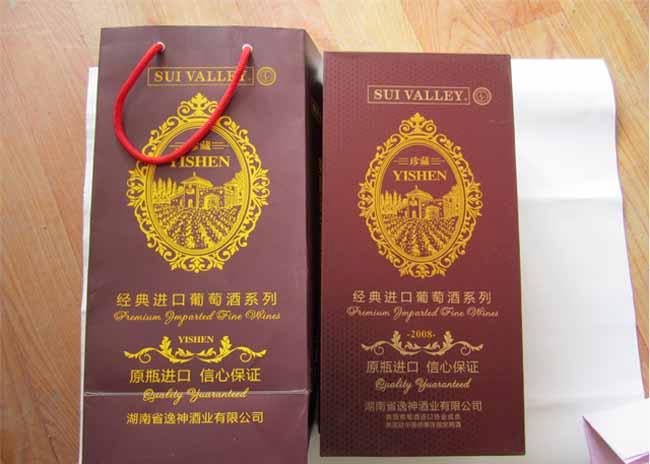 SUI VALLEY.
珍藏
YISHEN
经典进口葡萄酒系列
Premium Imparted Fine Wines
YISHEN
原瓶进口 信心保证
Quality Yuaranteed
湖南省逸神酒业有限公司
SUI VALLEY.
珍藏
YISHEN
经典进口葡萄酒系列
Premium Imparted Fine Wines
-2008-
原瓶进口 信心保证
Quality Yuaranteed
湖南省逸神酒业有限公司